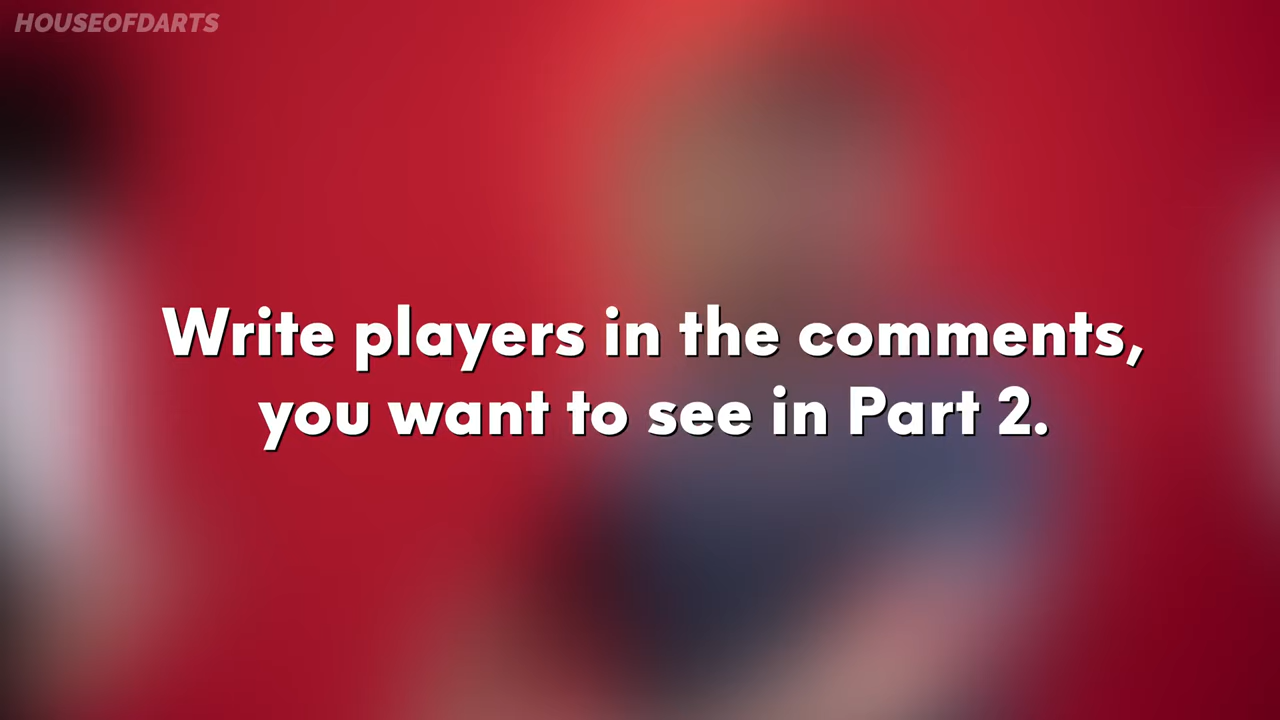 HOUSEOFDARTS
Write players in the comments,
you want to see in Part 2.